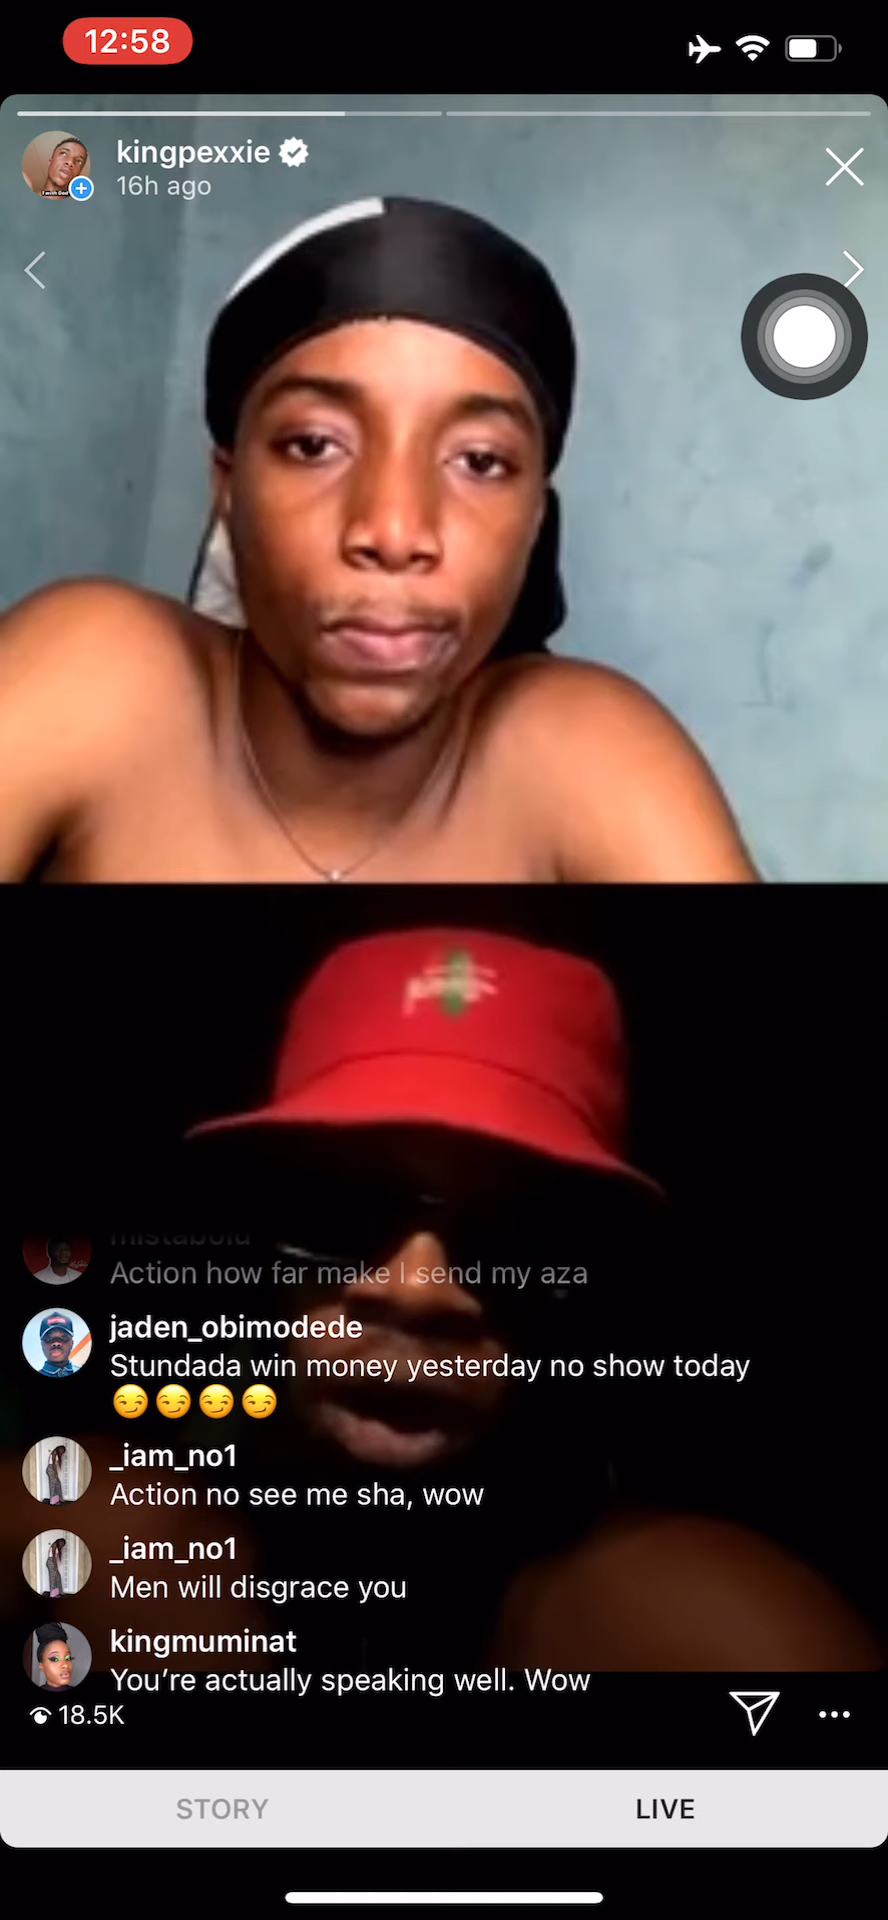 12:58
kingpexxie
16h ago
mistabolu
Action how far make I send my aza
jaden_obimodede
Stundada win money yesterday no show today
😏😏😏😏
_iam_no1
Action no see me sha, wow
_iam_no1
Men will disgrace you
kingmuminat
You’re actually speaking well. Wow
18.5K
STORY
LIVE